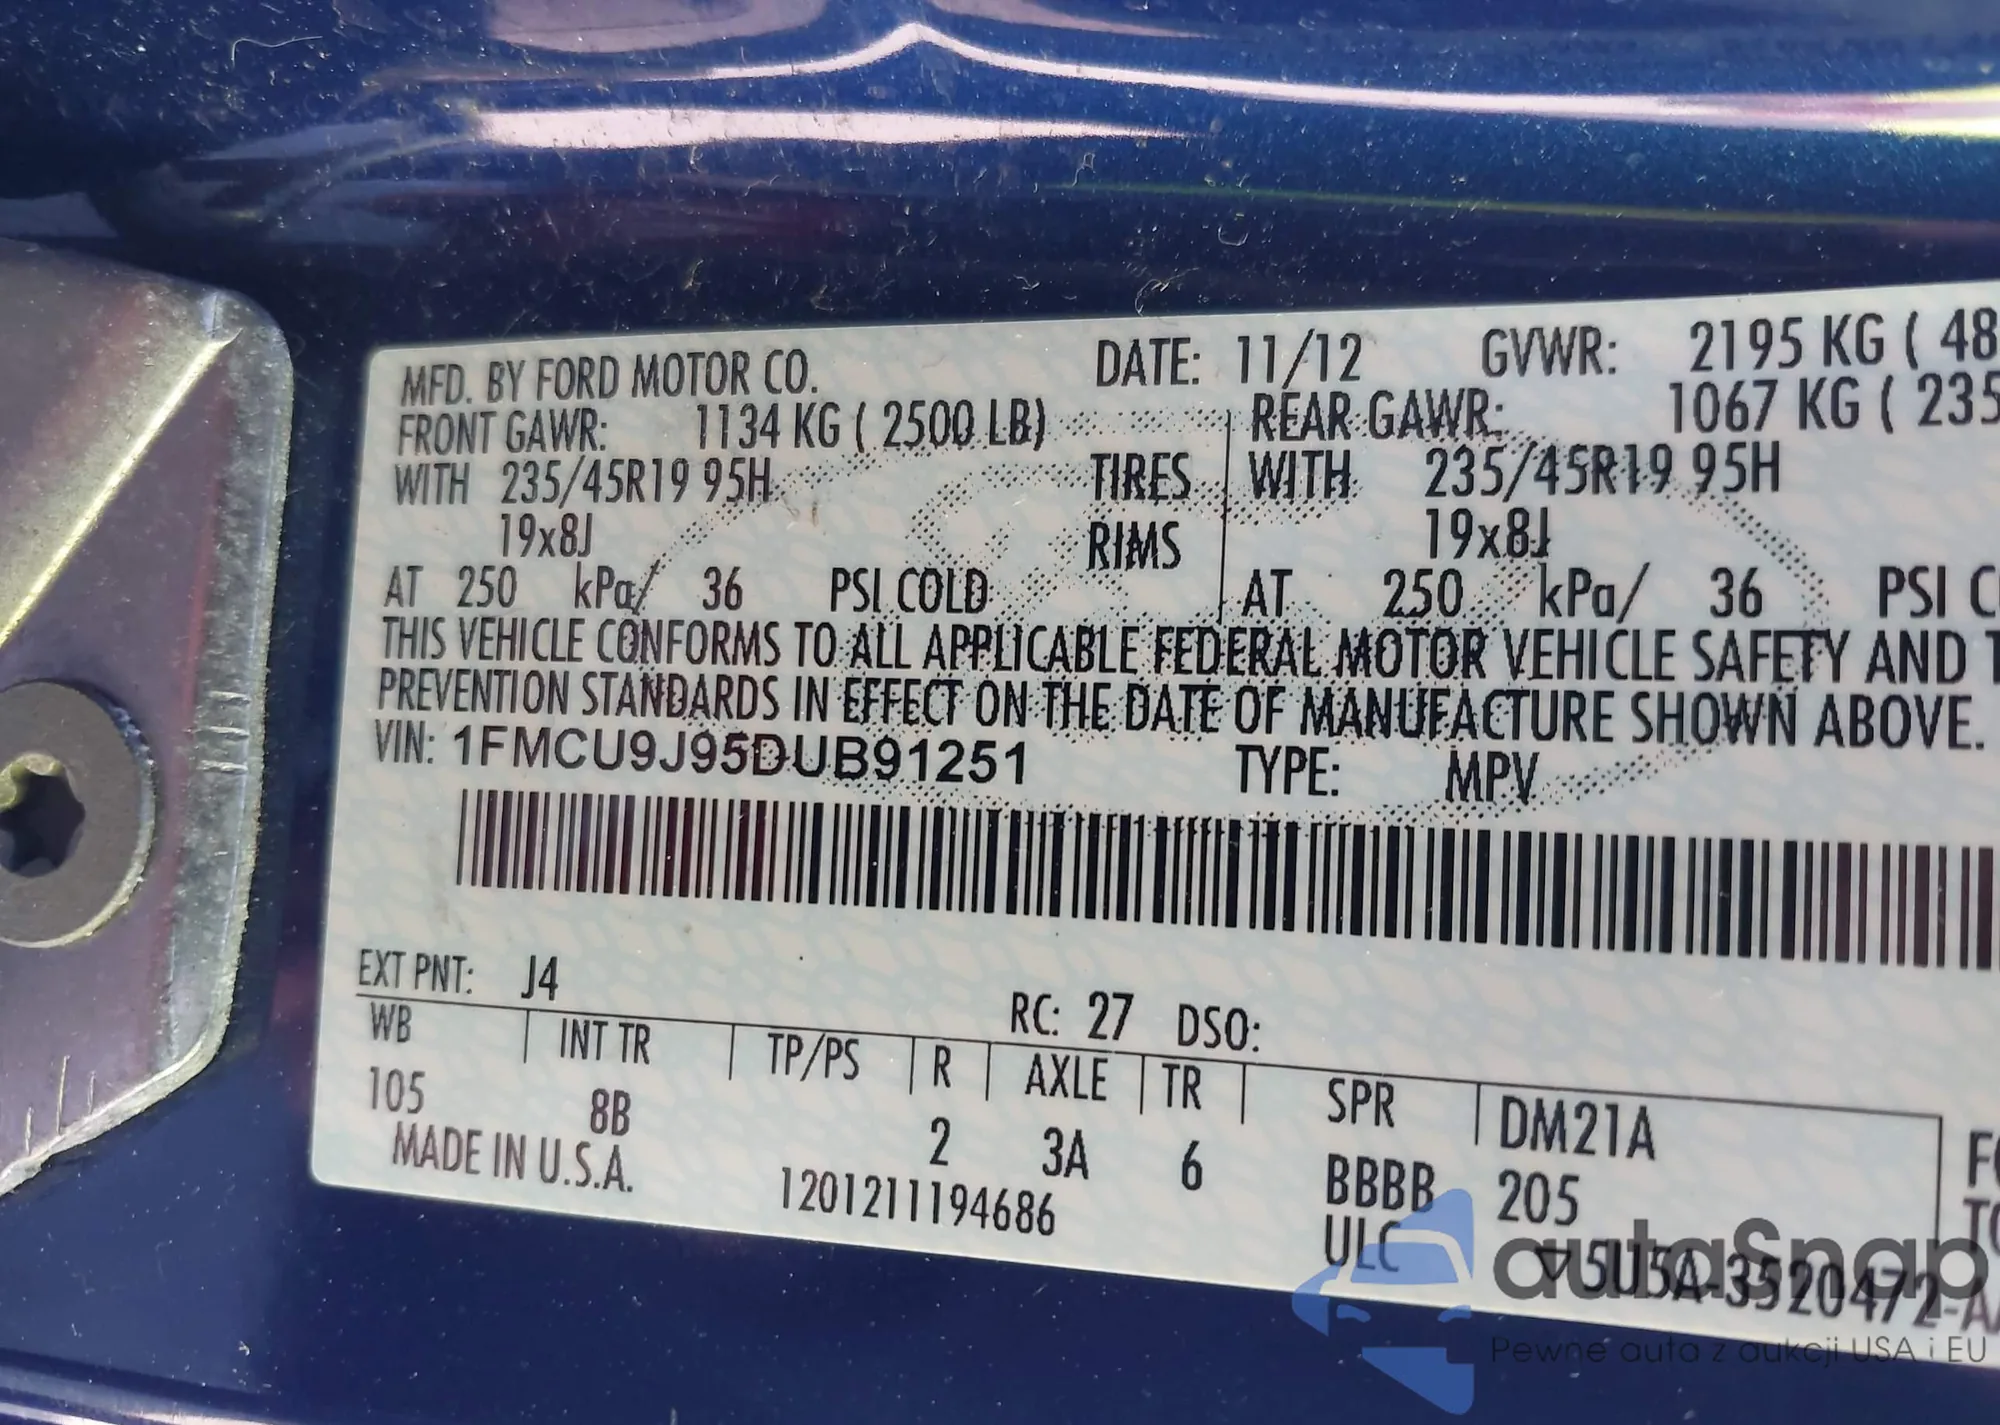 MFD. BY FORD MOTOR CO. DATE: 11/12 GVWR: 2195 KG ( 48
FRONT GAWR: 1134 KG ( 2500 LB) REAR GAWR: 1067 KG ( 235
WITH 235/45R19 95H TIRES WITH 235/45R19 95H
19x8J RIMS 19x8J
AT 250 kPa/ 36 PSI COLD AT 250 kPa/ 36 PSI C
THIS VEHICLE CONFORMS TO ALL APPLICABLE FEDERAL MOTOR VEHICLE SAFETY AND T
PREVENTION STANDARDS IN EFFECT ON THE DATE OF MANUFACTURE SHOWN ABOVE.
VIN: 1FMCU9J95DUB91251 TYPE: MPV
EXT PNT: J4 RC: 27 DSO:
WB INT TR TP/PS R AXLE TR SPR DM21A
105 8B 2 3A 6 BBBB 205
MADE IN U.S.A. 1201211194686 ULC 5U5A-3520472-A
autaSnap
Pewne auta z aukcji USA i EU